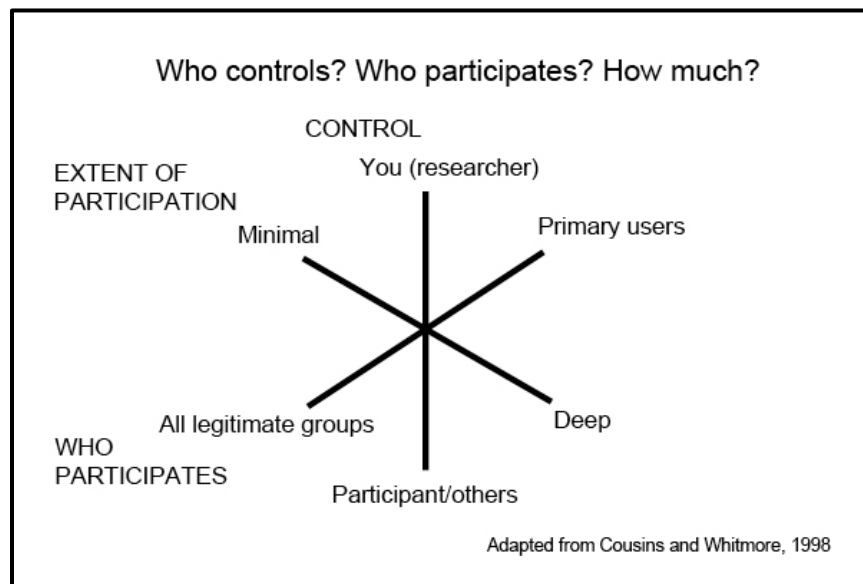 Who controls? Who participates? How much?
CONTROL
You (researcher)
EXTENT OF
PARTICIPATION
Minimal
Primary users
All legitimate groups
Deep
WHO
PARTICIPATES
Participant/others
Adapted from Cousins and Whitmore, 1998